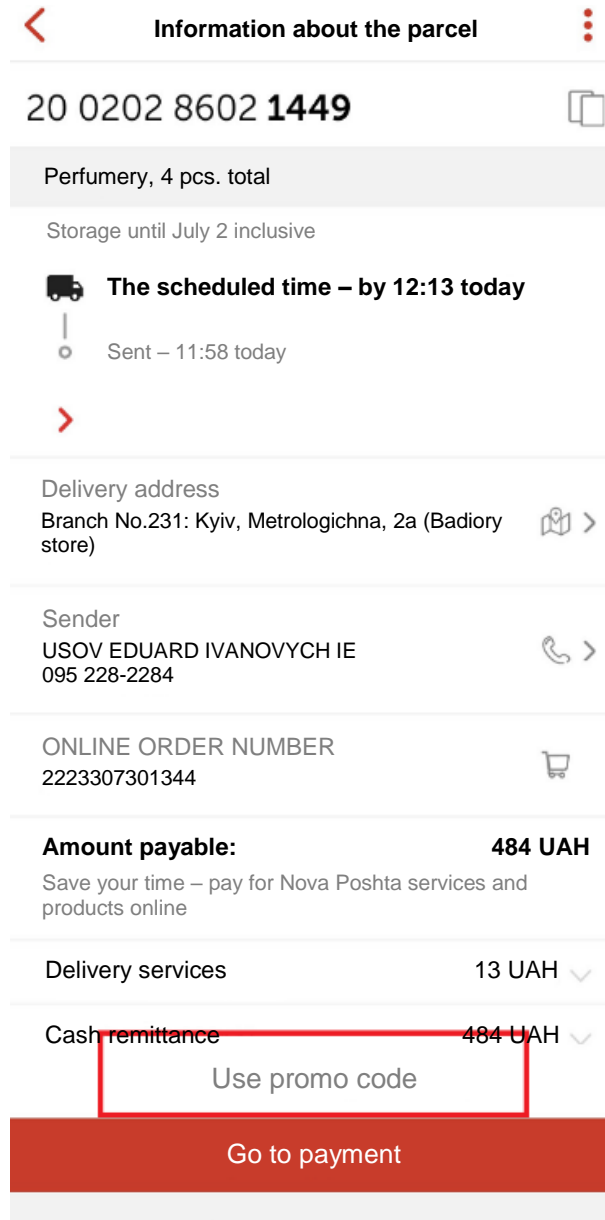 Information about the parcel
20 0202 8602 1449
Perfumery, 4 pcs. total
Storage until July 2 inclusive
The scheduled time – by 12:13 today
Sent – 11:58 today
Delivery address
Branch No.231: Kyiv, Metrologichna, 2a (Badiory
store)
Sender
USOV EDUARD IVANOVYCH IE
095 228-2284
ONLINE ORDER NUMBER
2223307301344
Amount payable: 484 UAH
Save your time – pay for Nova Poshta services and
products online
Delivery services 13 UAH
Cash remittance 484 UAH
Use promo code
Go to payment